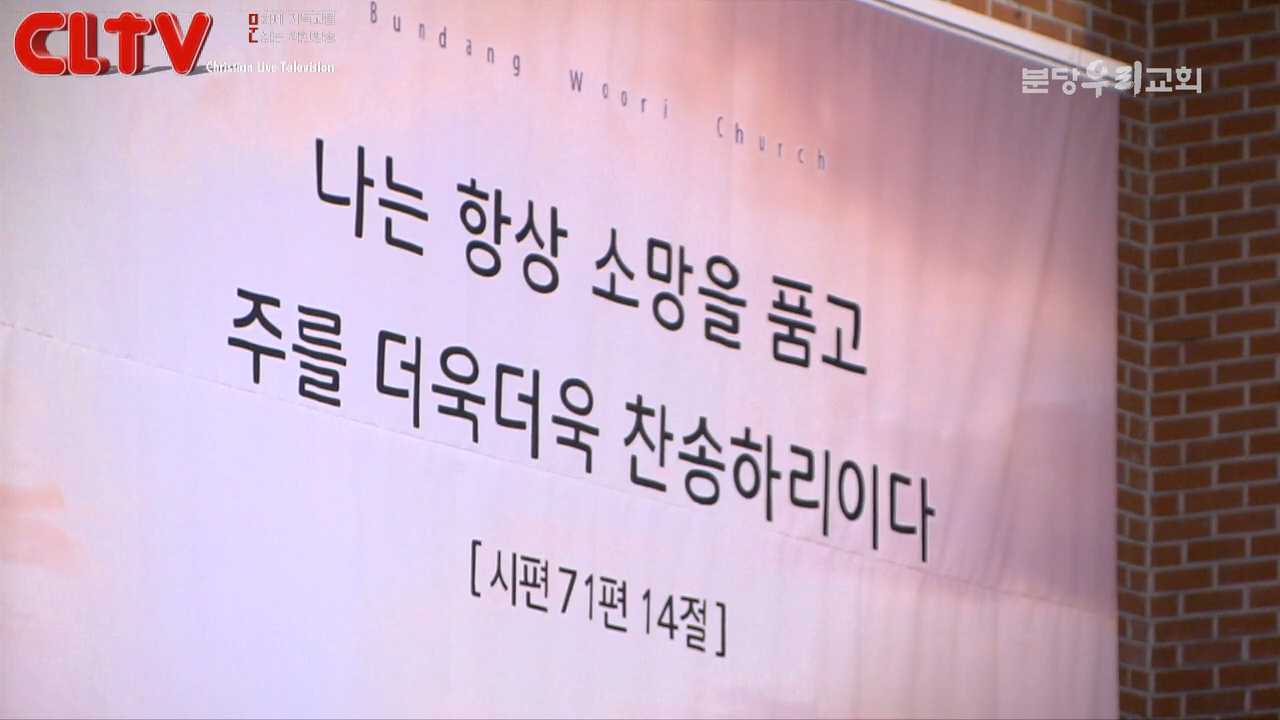 CLTV
Christian Live Television
분당우리교회
Bundang Woori Church
나는 항상 소망을 품고
주를 더욱더욱 찬송하리이다
[시편 71편 14절]